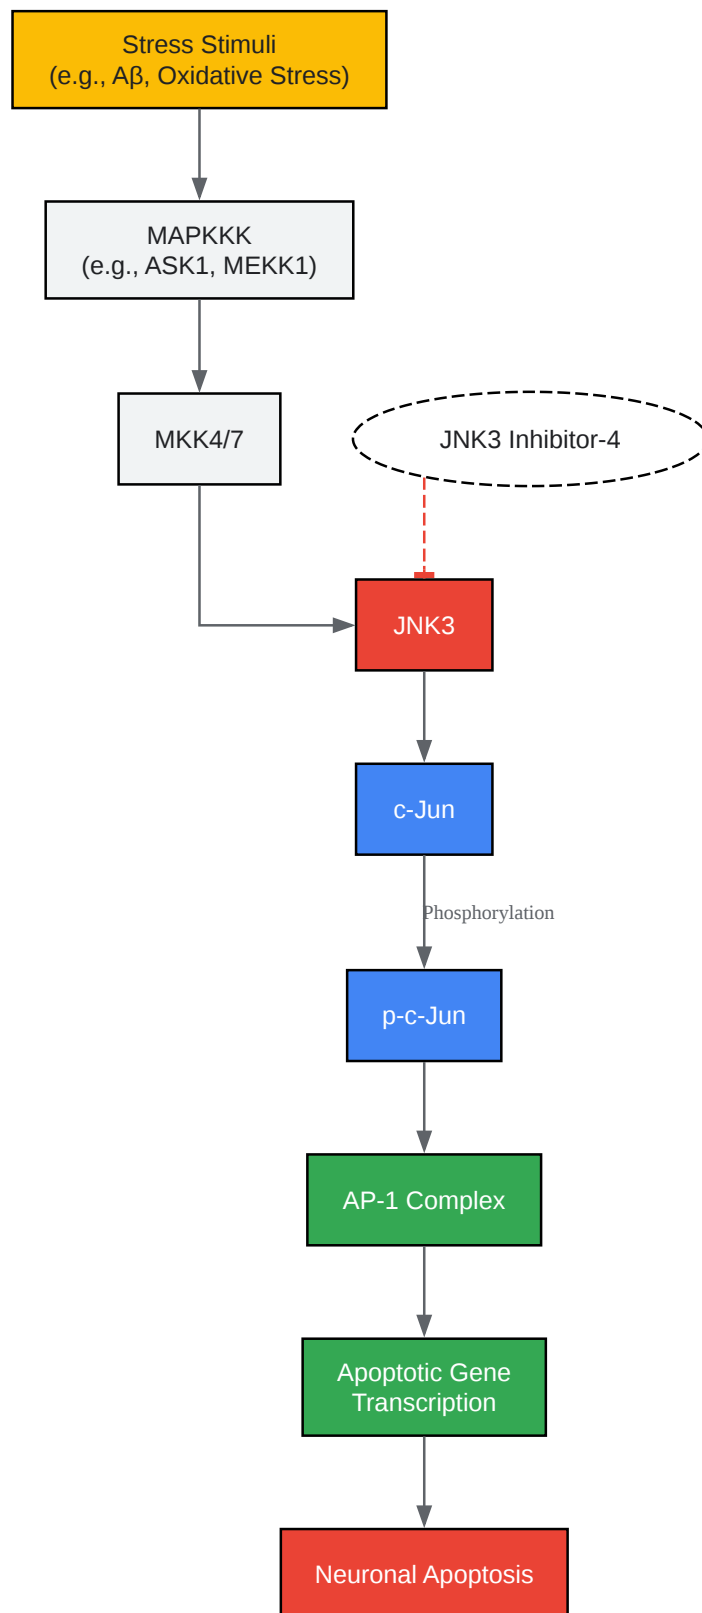 Stress Stimuli
(e.g., Aβ, Oxidative Stress)
MAPKKK
(e.g., ASK1, MEKK1)
MKK4/7
JNK3 Inhibitor-4
JNK3
c-Jun
Phosphorylation
p-c-Jun
AP-1 Complex
Apoptotic Gene
Transcription
Neuronal Apoptosis